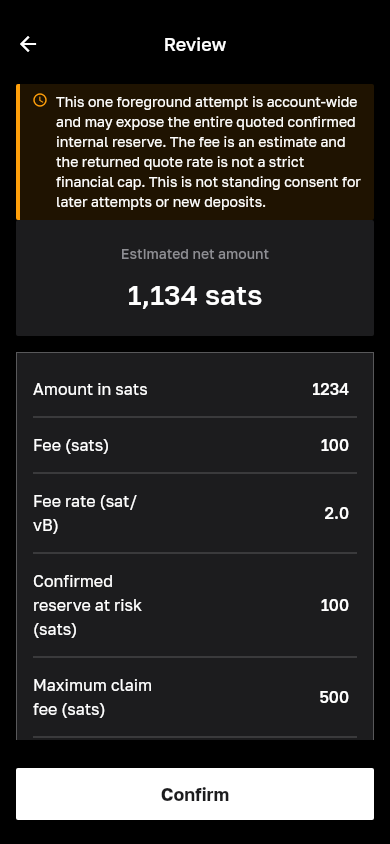 Review
This one foreground attempt is account-wide
and may expose the entire quoted confirmed
internal reserve. The fee is an estimate and
the returned quote rate is not a strict
financial cap. This is not standing consent for
later attempts or new deposits.
Estimated net amount
1,134 sats
Amount in sats 1234
Fee (sats) 100
Fee rate (sat/
vB) 2.0
Confirmed
reserve at risk
(sats) 100
Maximum claim
fee (sats) 500
Confirm